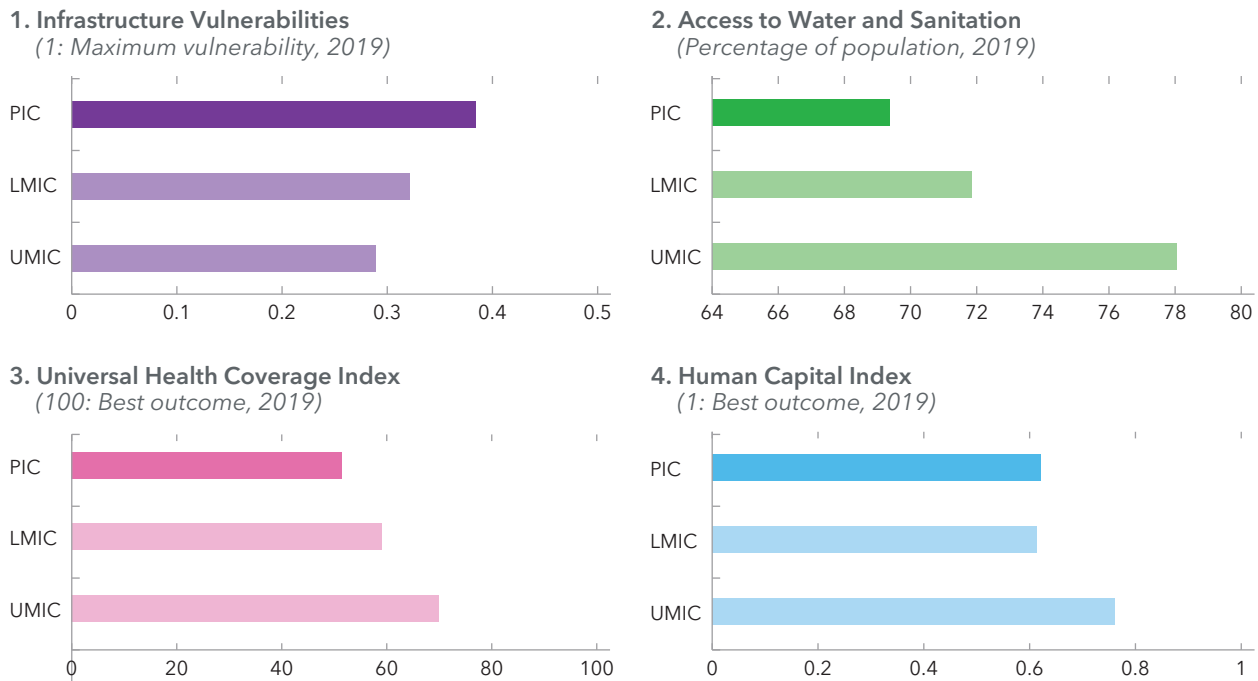 1. Infrastructure Vulnerabilities
(1: Maximum vulnerability, 2019)
PIC
LMIC
UMIC
0 0.1 0.2 0.3 0.4 0.5
2. Access to Water and Sanitation
(Percentage of population, 2019)
PIC
LMIC
UMIC
64 66 68 70 72 74 76 78 80
3. Universal Health Coverage Index
(100: Best outcome, 2019)
PIC
LMIC
UMIC
0 20 40 60 80 100
4. Human Capital Index
(1: Best outcome, 2019)
PIC
LMIC
UMIC
0 0.2 0.4 0.6 0.8 1